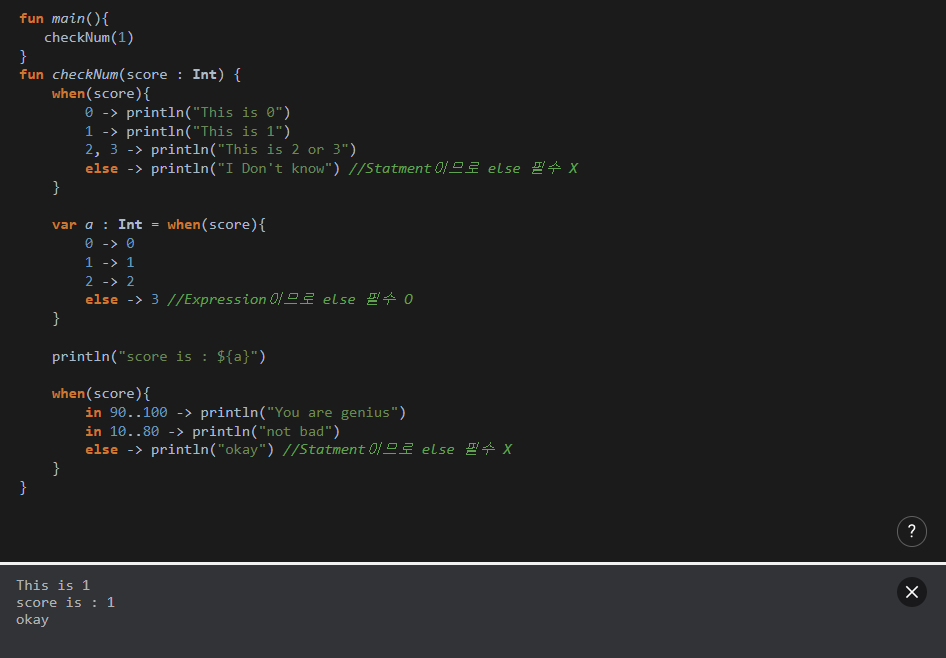 fun main(){
checkNum(1)
}
fun checkNum(score : Int) {
when(score){
0 -> println("This is 0")
1 -> println("This is 1")
2, 3 -> println("This is 2 or 3")
else -> println("I Don't know") //Statment이므로 else 필수 X
}
var a : Int = when(score){
0 -> 0
1 -> 1
2 -> 2
else -> 3 //Expression이므로 else 필수 O
}
println("score is : ${a}")
when(score){
in 90..100 -> println("You are genius")
in 10..80 -> println("not bad")
else -> println("okay") //Statment이므로 else 필수 X
}
}
?
This is 1
score is : 1
okay